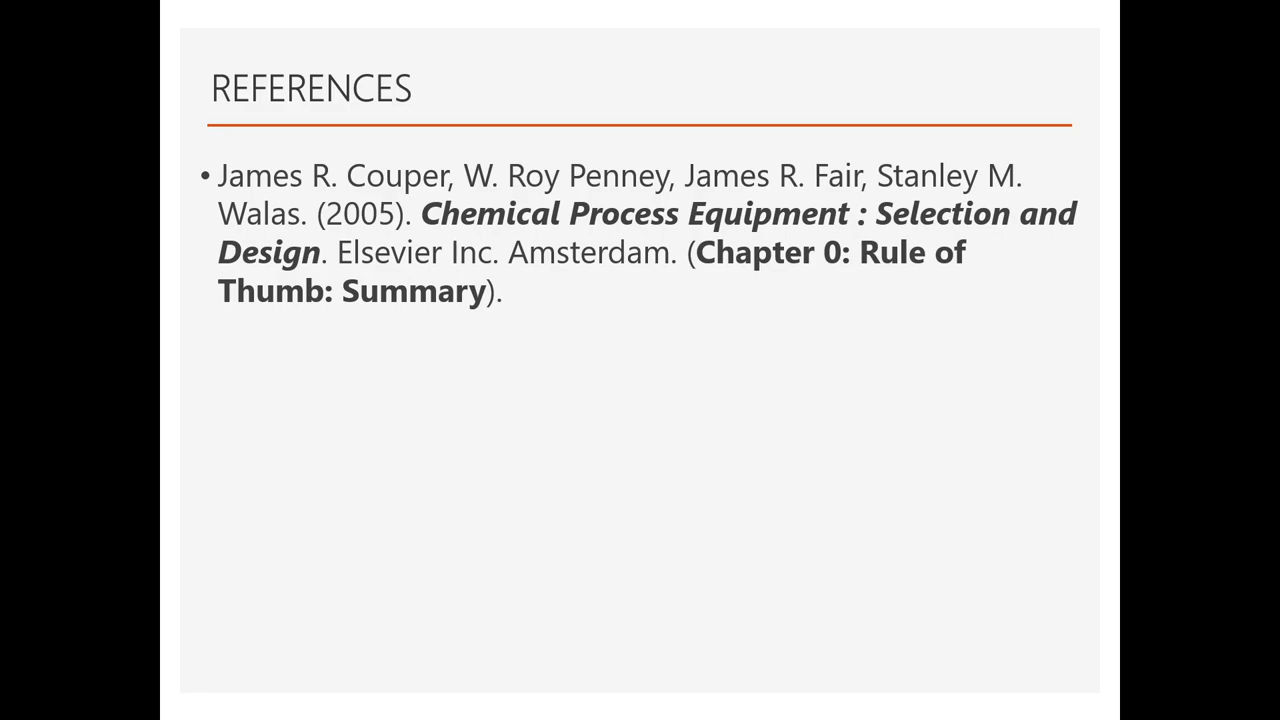 REFERENCES
• James R. Couper, W. Roy Penney, James R. Fair, Stanley M.
Walas. (2005). Chemical Process Equipment : Selection and
Design. Elsevier Inc. Amsterdam. (Chapter 0: Rule of
Thumb: Summary).